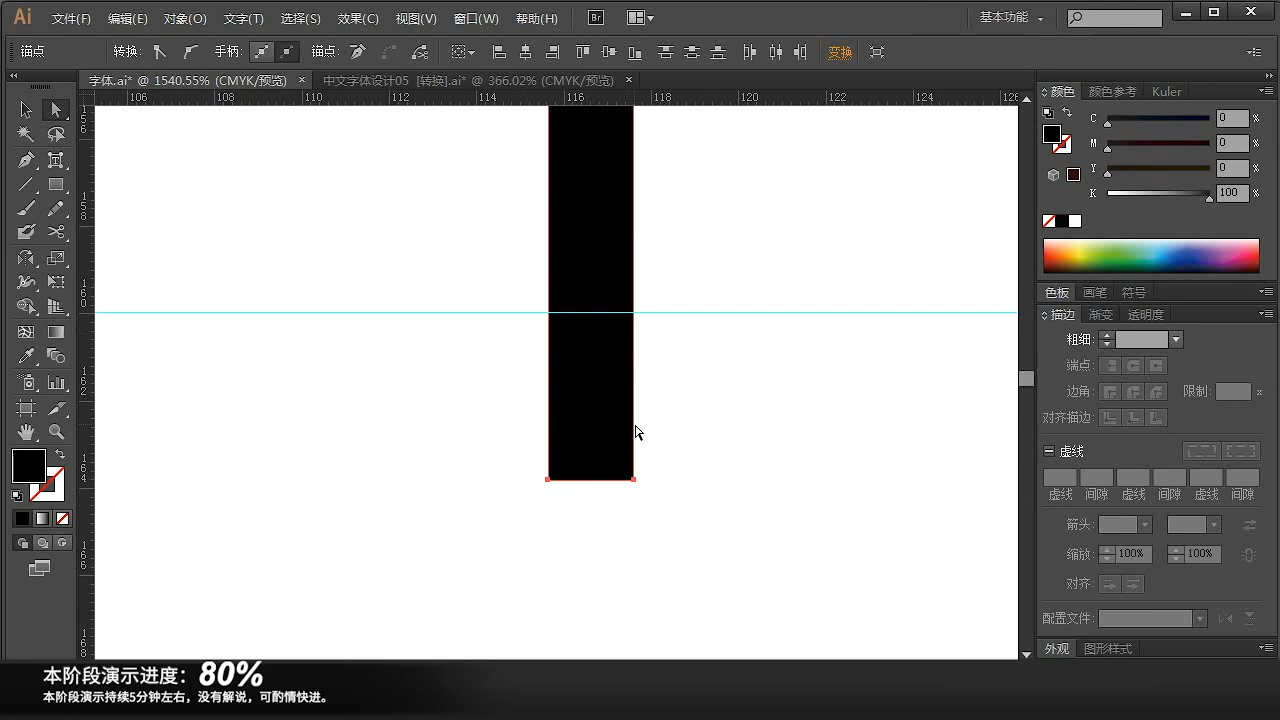 Ai 文件(F) 编辑(E) 对象(O) 文字(T) 选择(S) 效果(C) 视图(V) 窗口(W) 帮助(H) Br 基本功能
锚点 转换: 手柄: 锚点: 变换
字体.ai* @ 1540.55% (CMYK/预览) × 中文字体设计05 [转换].ai* @ 366.02% (CMYK/预览) ×
颜色 颜色参考 Kuler
106 108 110 112 114 116 118 120 122 124 126
C 0 %
M 0 %
Y 0 %
K 100 %
156
158
160
162
164
166
168
色板 画笔 符号
描边 渐变 透明度
粗细:
端点:
边角: 限制: x
对齐描边:
虚线
虚线 间隙 虚线 间隙 虚线 间隙
箭头:
缩放: 100% 100%
对齐:
配置文件:
外观 图形样式
本阶段演示进度: 80%
本阶段演示持续5分钟左右，没有解说，可酌情快进。